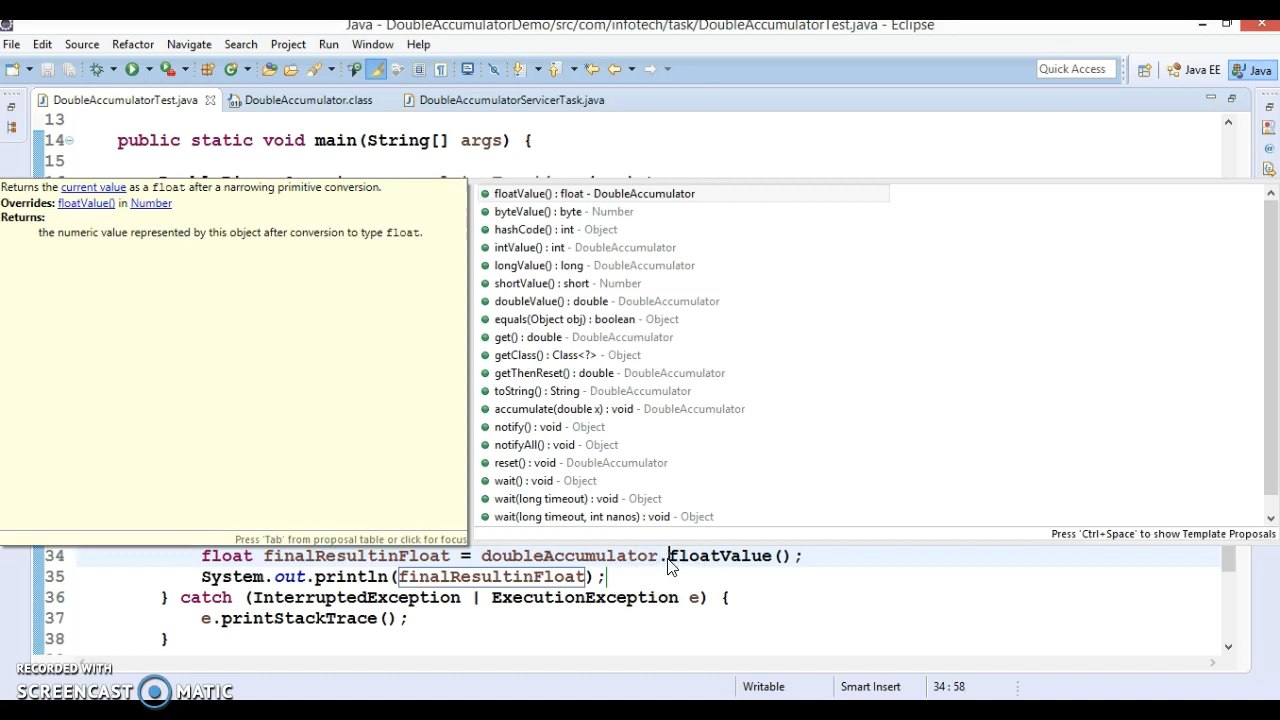 Java - DoubleAccumulatorDemo/src/com/infotech/task/DoubleAccumulatorTest.java - Eclipse
File Edit Source Refactor Navigate Search Project Run Window Help
Quick Access Java EE Java
DoubleAccumulatorTest.java DoubleAccumulator.class DoubleAccumulatorServicerTask.java
13
14 public static void main(String[] args) {
15
Returns the current value as a float after a narrowing primitive conversion.
Overrides: floatValue() in Number
Returns:
the numeric value represented by this object after conversion to type float.
Press 'Tab' from proposal table or click for focus
floatValue() : float - DoubleAccumulator
byteValue() : byte - Number
hashCode() : int - Object
intValue() : int - DoubleAccumulator
longValue() : long - DoubleAccumulator
shortValue() : short - Number
doubleValue() : double - DoubleAccumulator
equals(Object obj) : boolean - Object
get() : double - DoubleAccumulator
getClass() : Class<?> - Object
getThenReset() : double - DoubleAccumulator
toString() : String - DoubleAccumulator
accumulate(double x) : void - DoubleAccumulator
notify() : void - Object
notifyAll() : void - Object
reset() : void - DoubleAccumulator
wait() : void - Object
wait(long timeout) : void - Object
wait(long timeout, int nanos) : void - Object
Press 'Ctrl+Space' to show Template Proposals
34 float finalResultinFloat = doubleAccumulator.floatValue();
35 System.out.println(finalResultinFloat);
36 } catch (InterruptedException | ExecutionException e) {
37 e.printStackTrace();
38 }
RECORDED WITH
SCREENCAST MATIC
Writable Smart Insert 34 : 58